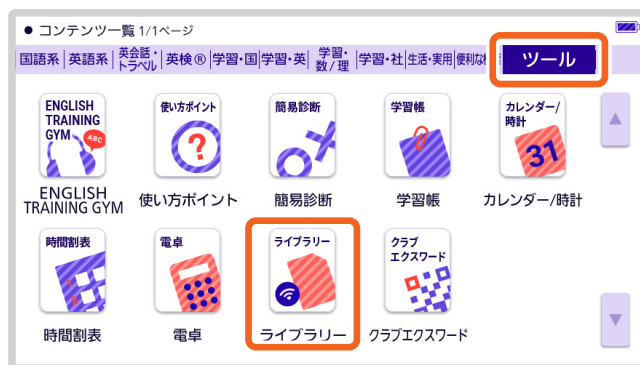 ● コンテンツ一覧 1/1ページ
国語系 英語系 英会話・トラベル 英検® 学習・国 学習・英 学習・数/理 学習・社 生活・実用 便利な ツール
ENGLISH TRAINING GYM ABC
使い方ポイント ?
簡易診断
学習帳
カレンダー/時計 31
ENGLISH TRAINING GYM
使い方ポイント
簡易診断
学習帳
カレンダー/時計
時間割表
電卓
ライブラリー
クラブエクスワード
時間割表
電卓
ライブラリー
クラブエクスワード